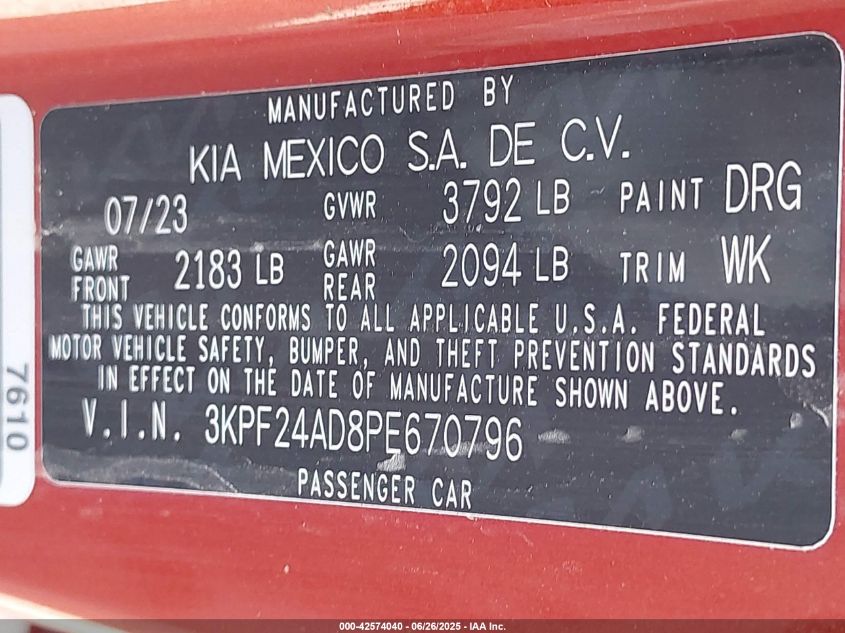 MANUFACTURED BY
KIA MEXICO S.A. DE C.V.
07/23 GVWR 3792 LB PAINT DRG
GAWR FRONT 2183 LB GAWR REAR 2094 LB TRIM WK
THIS VEHICLE CONFORMS TO ALL APPLICABLE U.S.A. FEDERAL
MOTOR VEHICLE SAFETY, BUMPER, AND THEFT PREVENTION STANDARDS
IN EFFECT ON THE DATE OF MANUFACTURE SHOWN ABOVE.
V.I.N. 3KPF24AD8PE670796
PASSENGER CAR
7610
000-42574040 - 06/26/2025 - IAA Inc.